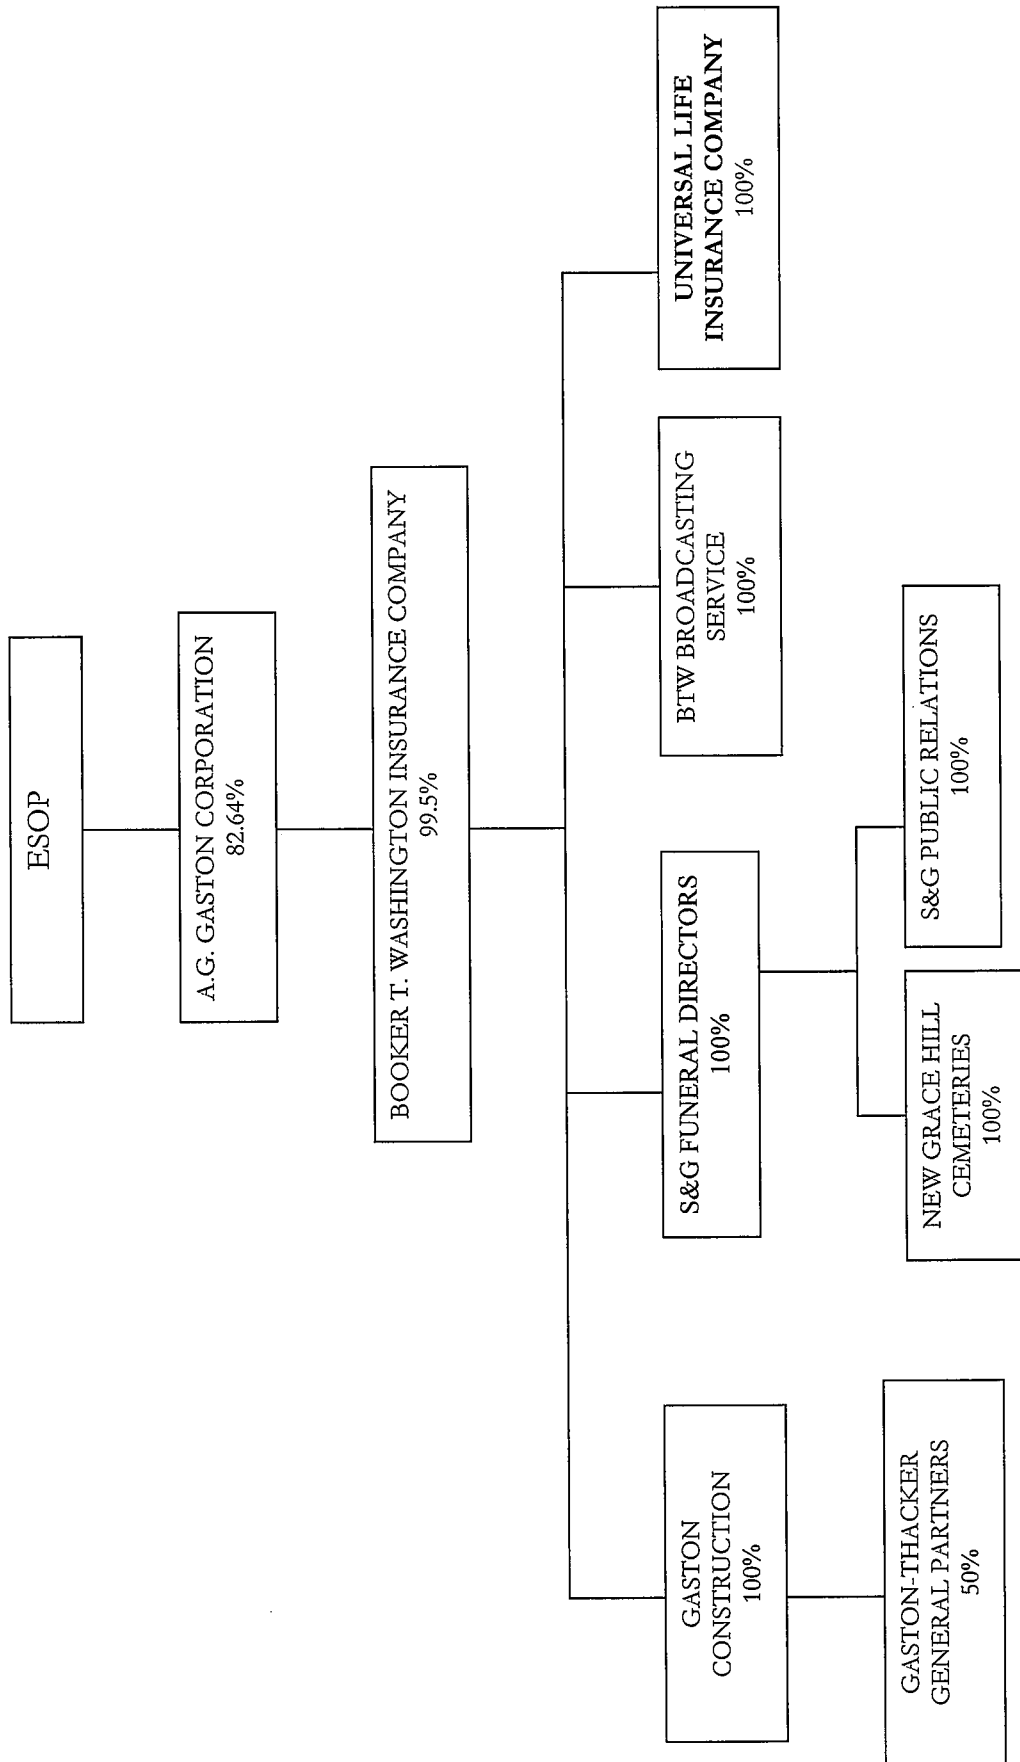 ESOP
A.G. GASTON CORPORATION
82.64%
BOOKER T. WASHINGTON INSURANCE COMPANY
99.5%
GASTON
CONSTRUCTION
100%
S&G FUNERAL DIRECTORS
100%
BTW BROADCASTING
SERVICE
100%
UNIVERSAL LIFE
INSURANCE COMPANY
100%
GASTON-THACKER
GENERAL PARTNERS
50%
NEW GRACE HILL
CEMETERIES
100%
S&G PUBLIC RELATIONS
100%